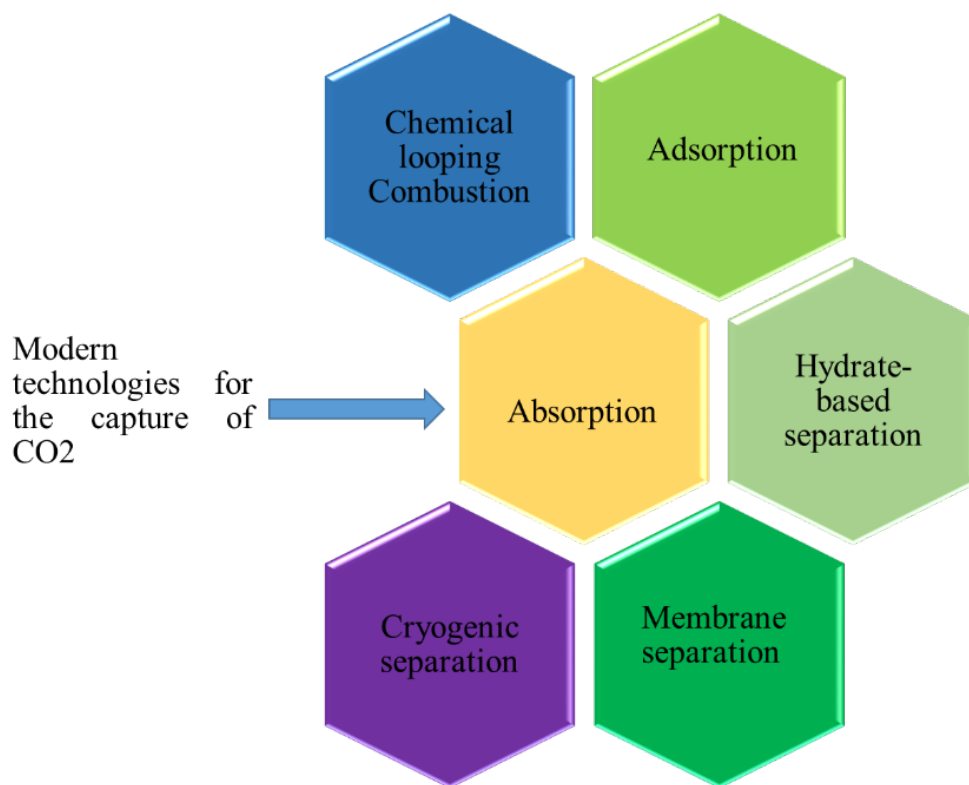 Chemical
looping
Combustion
Adsorption
Modern
technologies for
the capture of
CO2
Absorption
Hydrate-
based
separation
Cryogenic
separation
Membrane
separation